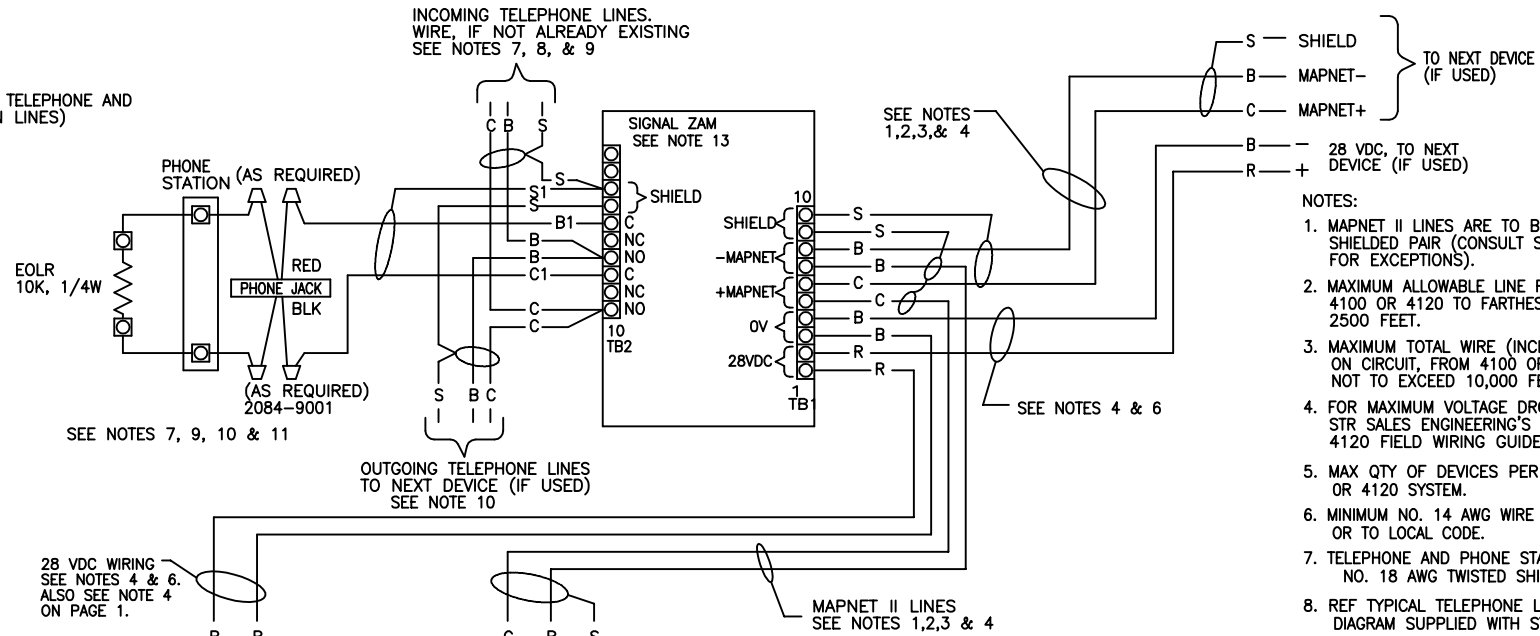 INCOMING TELEPHONE LINES.
WIRE, IF NOT ALREADY EXISTING
SEE NOTES 7, 8, & 9
TELEPHONE AND
LINES)
PHONE
STATION
(AS REQUIRED)
EOLR
10K, 1/4W
RED
PHONE JACK
BLK
(AS REQUIRED)
2084-9001
SEE NOTES 7, 9, 10 & 11
C B S
SIGNAL ZAM
SEE NOTE 13
S
S1
S
SHIELD
B1
C
B
NC
B
NO
C1
C
NC
C
NO
C
10
TB2
S B C
OUTGOING TELEPHONE LINES
TO NEXT DEVICE (IF USED)
SEE NOTE 10
10
SHIELD
-MAPNET
+MAPNET
0V
28VDC
1
TB1
S
S
B
B
C
C
B
B
R
R
SEE NOTES
1,2,3,& 4
SEE NOTES 4 & 6
S SHIELD
B MAPNET-
C MAPNET+
TO NEXT DEVICE
(IF USED)
B -
R +
28 VDC, TO NEXT
DEVICE (IF USED)
28 VDC WIRING
SEE NOTES 4 & 6.
ALSO SEE NOTE 4
ON PAGE 1.
MAPNET II LINES
SEE NOTES 1,2,3 & 4
NOTES:
1. MAPNET II LINES ARE TO B
SHIELDED PAIR (CONSULT S
FOR EXCEPTIONS).
2. MAXIMUM ALLOWABLE LINE
4100 OR 4120 TO FARTHES
2500 FEET.
3. MAXIMUM TOTAL WIRE (INC
ON CIRCUIT, FROM 4100 OR
NOT TO EXCEED 10,000 FE
4. FOR MAXIMUM VOLTAGE DRO
STR SALES ENGINEERING'S
4120 FIELD WIRING GUIDE
5. MAX QTY OF DEVICES PER
OR 4120 SYSTEM.
6. MINIMUM NO. 14 AWG WIRE
OR TO LOCAL CODE.
7. TELEPHONE AND PHONE STA
NO. 18 AWG TWISTED SHI
8. REF TYPICAL TELEPHONE L
DIAGRAM SUPPLIED WITH S